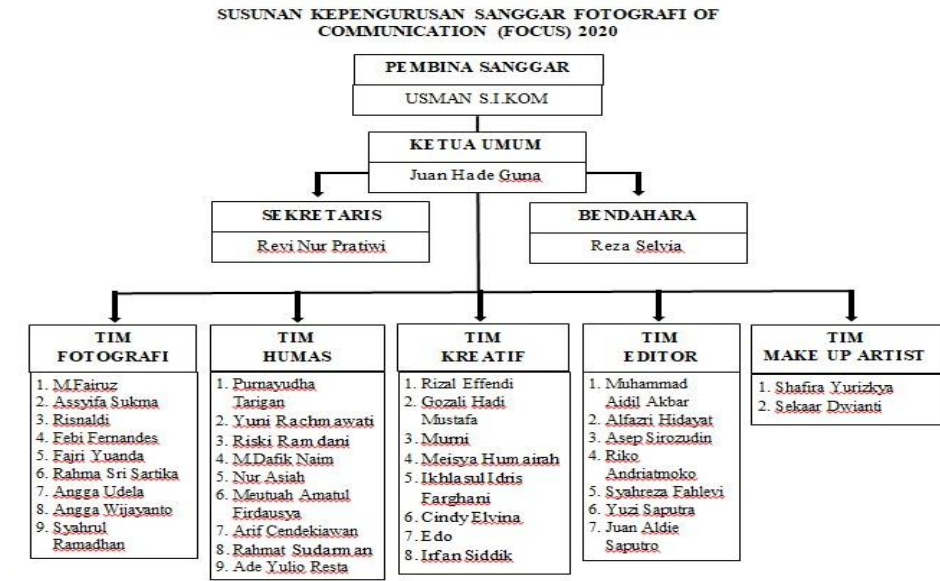 SUSUNAN KEPENGURUSAN SANGGAR FOTOGRAFI OF
COMMUNICATION (FOCUS) 2020
PEMBINA SANGGAR
USMAN S.I.KOM
KETUA UMUM
Juan Hade Guna
SEKRETARIS
Revi Nur Pratiwi
BENDAHARA
Reza Selvia
TIM
FOTOGRAFI
1. M.Fairuz
2. Assyifa Sukma
3. Risnaldi
4. Febi Fernandes
5. Fajri Yuanda
6. Rahma Sri Sartika
7. Angga Udela
8. Angga Wijayanto
9. Syahrul
Ramadhan
TIM
HUMAS
1. Purnayudha
Tarigan
2. Yuni Rachmawati
3. Riski Ramdani
4. M.Dafik Naim
5. Nur Asiah
6. Meutuah Amatul
Firdausya
7. Arif Cendekiawan
8. Rahmat Sudarman
9. Ade Yulio Resta
TIM
KREATIF
1. Rizal Effendi
2. Gozali Hadi
Mustafa
3. Murni
4. Meisya Humairah
5. Ikhlasul Idris
Farghani
6. Cindy Elvina
7. Edo
8. Irfan Siddik
TIM
EDITOR
1. Muhammad
Aidil Akbar
2. Alfazri Hidayat
3. Asep Sirozudin
4. Riko
Andriatmoko
5. Syahreza Fahlevi
6. Yuzi Saputra
7. Juan Aldie
Saputro
TIM
MAKE UP ARTIST
1. Shafira Yurizkya
2. Sekaar Dwianti